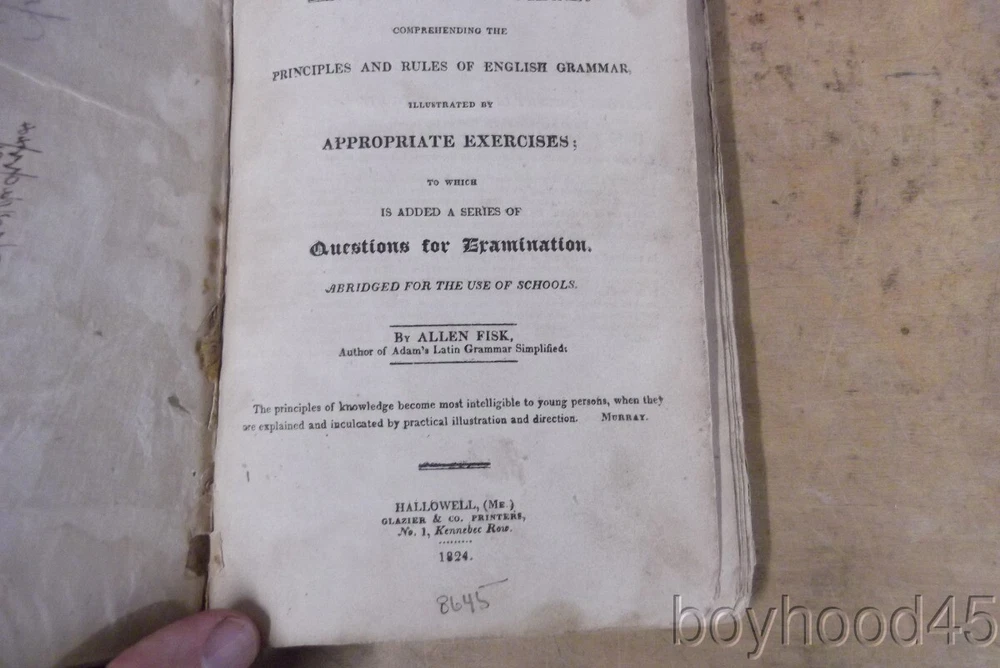 COMPREHENDING THE
PRINCIPLES AND RULES OF ENGLISH GRAMMAR,
ILLUSTRATED BY
APPROPRIATE EXERCISES;
TO WHICH
IS ADDED A SERIES OF
Questions for Examination.
ABRIDGED FOR THE USE OF SCHOOLS.
BY ALLEN FISK,
Author of Adam's Latin Grammar Simplified:
The principles of knowledge become most intelligible to young persons, when they
are explained and inculcated by practical illustration and direction. MURRAY.
HALLOWELL, (ME.)
GLAZIER & CO. PRINTERS,
No. 1, Kennebec Row.
1824.
8645
boyhood45